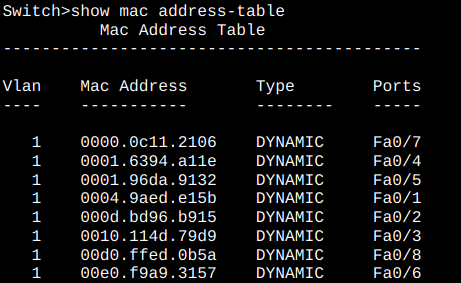 Switch>show mac address-table
          Mac Address Table
-------------------------------------------

Vlan    Mac Address       Type        Ports
----    -----------       --------    -----

   1    0000.0c11.2106    DYNAMIC     Fa0/7
   1    0001.6394.a11e    DYNAMIC     Fa0/4
   1    0001.96da.9132    DYNAMIC     Fa0/5
   1    0004.9aed.e15b    DYNAMIC     Fa0/1
   1    000d.bd96.b915    DYNAMIC     Fa0/2
   1    0010.114d.79d9    DYNAMIC     Fa0/3
   1    00d0.ffed.0b5a    DYNAMIC     Fa0/8
   1    00e0.f9a9.3157    DYNAMIC     Fa0/6